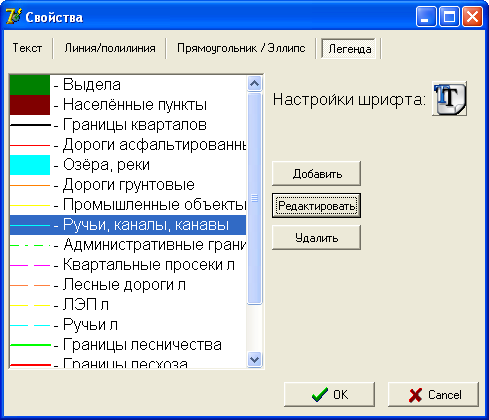 Свойства
Текст
Линия/полилиния
Прямоугольник / Эллипс
Легенда
- Выдела
- Населённые пункты
- Границы кварталов
- Дороги асфальтированны
- Озёра, реки
- Дороги грунтовые
- Промышленные объекты
- Ручьи, каналы, канавы
- Административные грани
- Квартальные просеки л
- Лесные дороги л
- ЛЭП л
- Ручьи л
- Границы лесничества
- Границы лесхоза
Настройки шрифта:
Добавить
Редактировать
Удалить
OK
Cancel